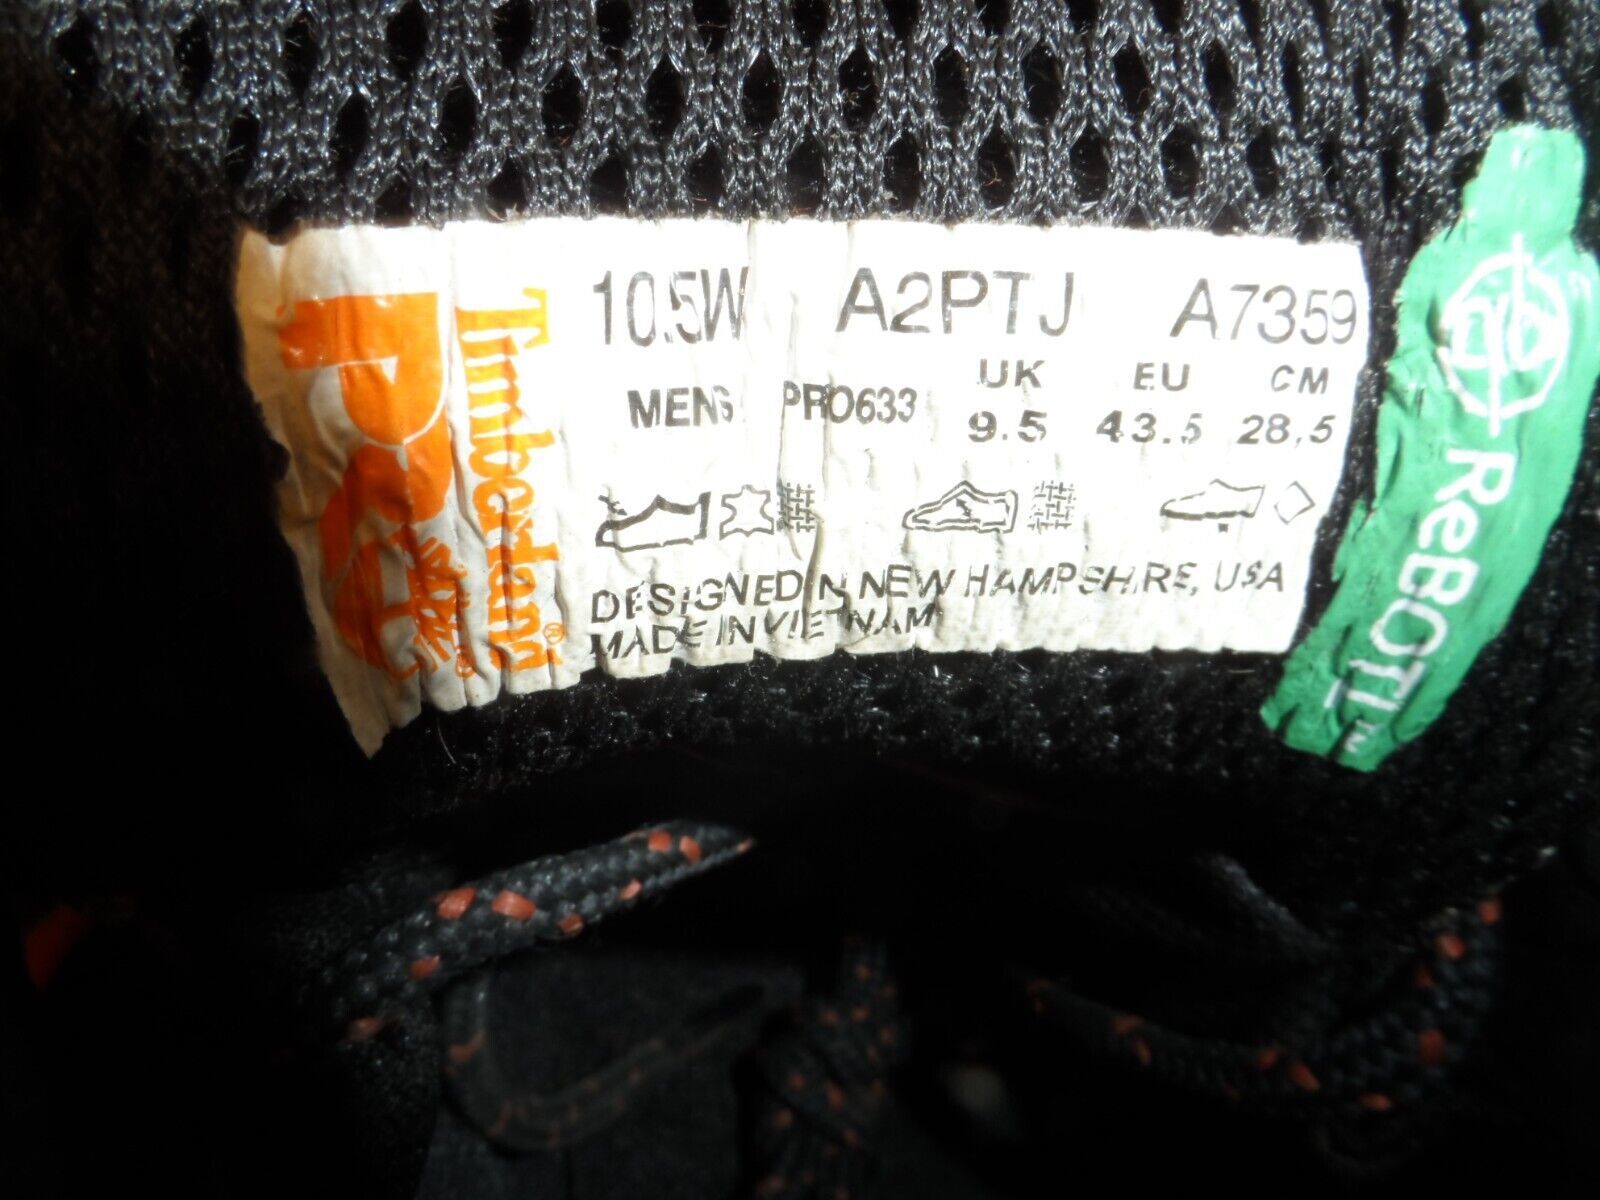 10.5W A2PTJ A7359
MENS PRO633
UK EU CM
9.5 43.5 28,5
DESIGNED IN NEW HAMPSHIRE, USA
MADE IN VIETNAM
Timberland®
PRO®
ReBOTL™